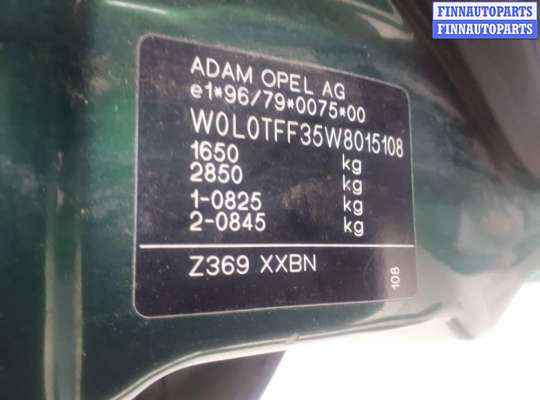 FINNAUTOPARTS
FINNAUTOPARTS
ADAM OPEL AG
e1*96/79*0075*00
W0L0TFF35W8015108
1650 kg
2850 kg
1-0825 kg
2-0845 kg
Z369 XXBN
108